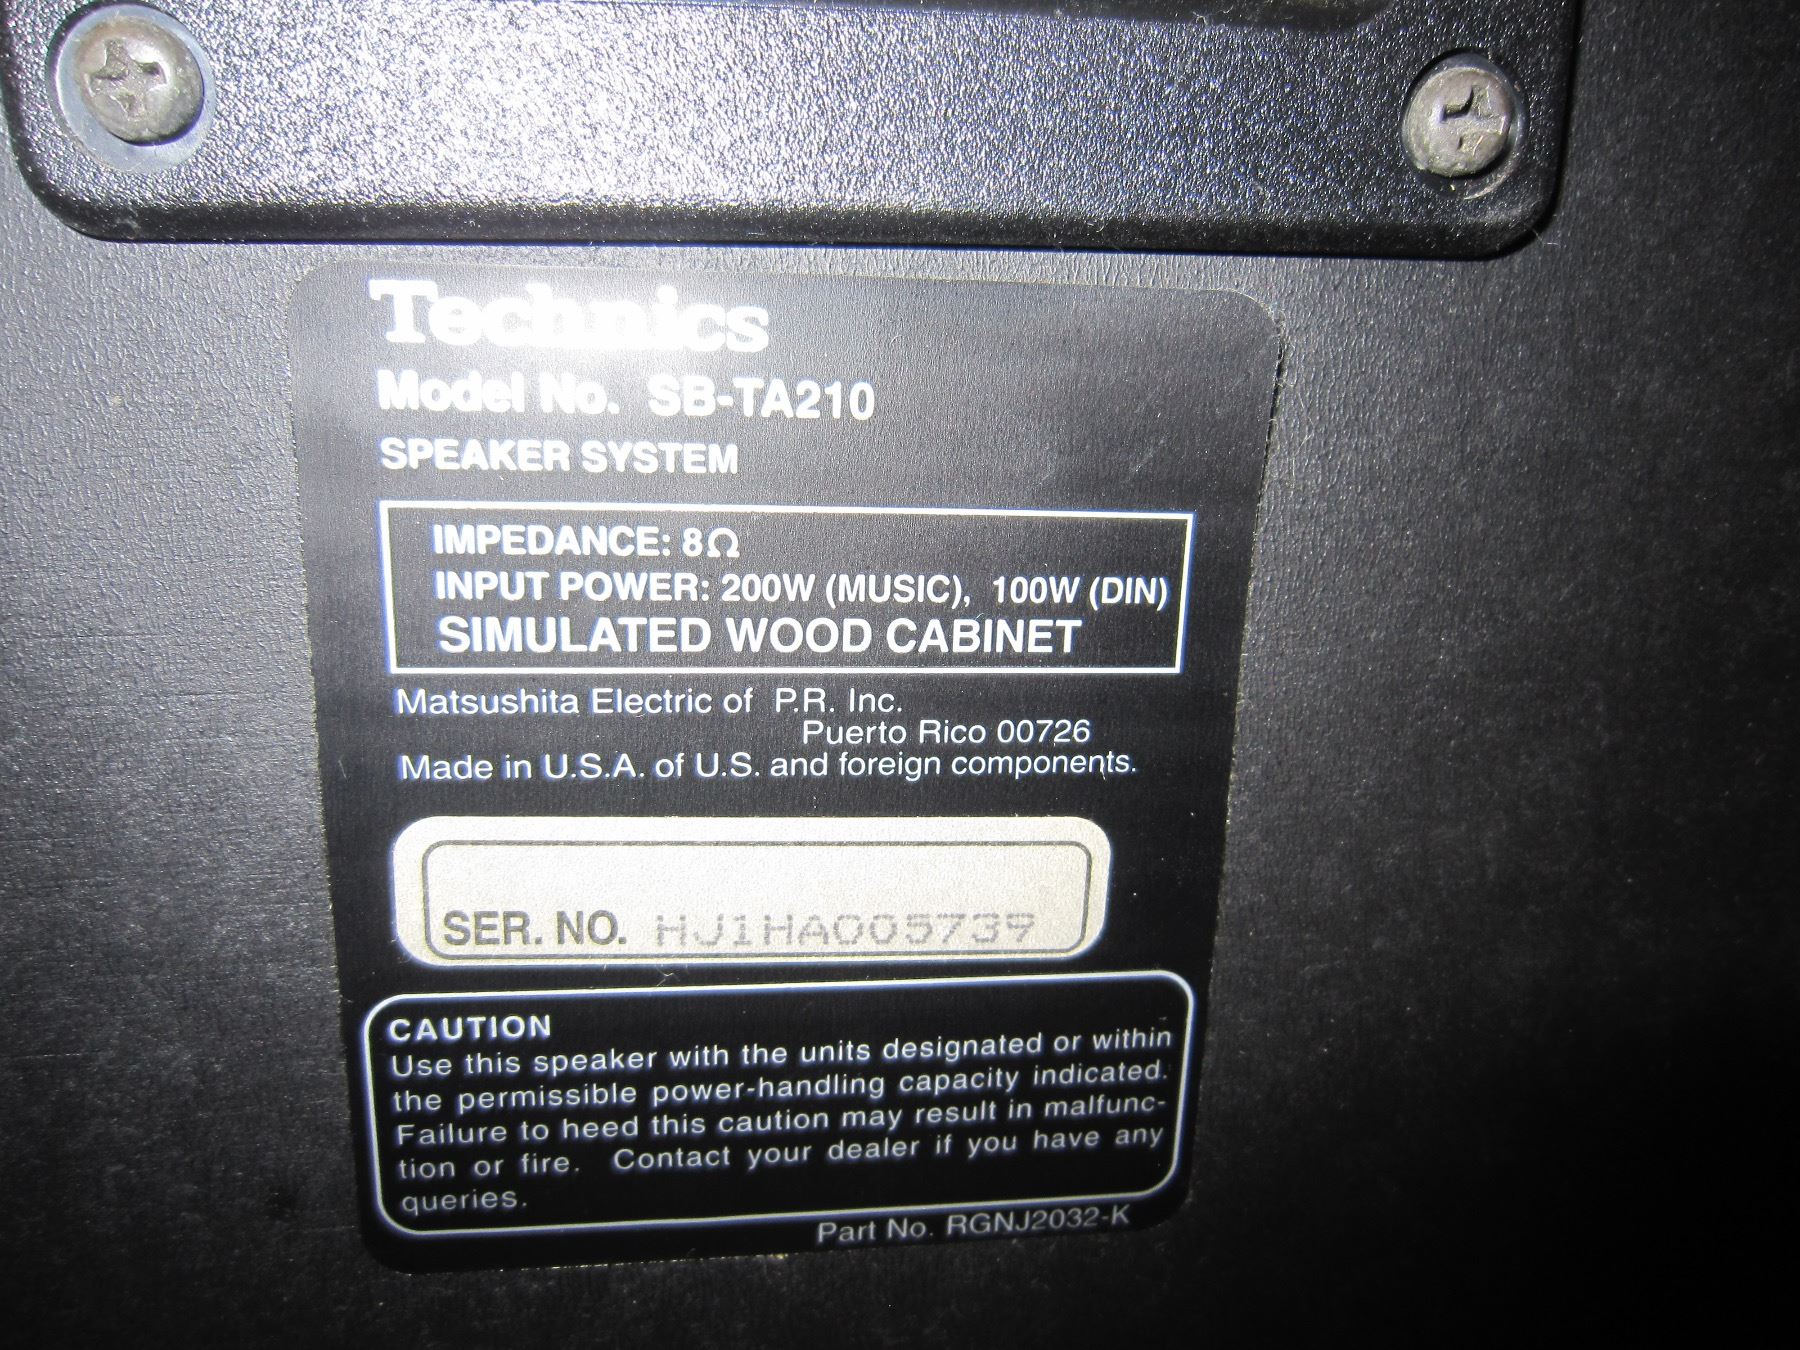 Technics
Model No. SB-TA210
SPEAKER SYSTEM
IMPEDANCE: 8Ω
INPUT POWER: 200W (MUSIC), 100W (DIN)
SIMULATED WOOD CABINET
Matsushita Electric of P.R. Inc.
Puerto Rico 00726
Made in U.S.A. of U.S. and foreign components.
SER. NO. HJ1HA005739
CAUTION
Use this speaker with the units designated or within
the permissible power-handling capacity indicated.
Failure to heed this caution may result in malfunc-
tion or fire. Contact your dealer if you have any
queries.
Part No. RGNJ2032-K